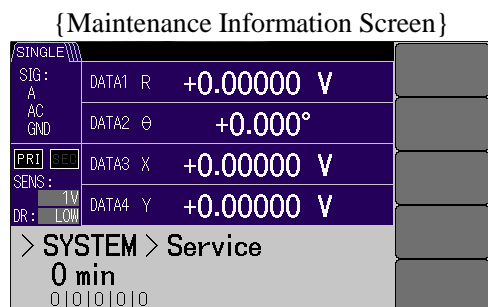 {Maintenance Information Screen}
SINGLE
SIG:
A
AC
GND
DATA1 R +0.00000 V
DATA2 θ +0.000°
DATA3 X +0.00000 V
DATA4 Y +0.00000 V
PRI SEC
SENS:
1V
DR: LOW
> SYSTEM > Service
0 min
0|0|0|0|0